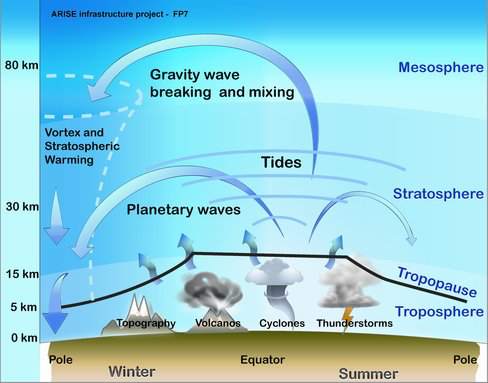 ARISE infrastructure project - FP7
80 km
Mesosphere
Gravity wave
breaking and mixing
Vortex and
Stratospheric
Warming
Tides
Stratosphere
30 km
Planetary waves
15 km
Tropopause
5 km
Troposphere
Topography
Volcanos
Cyclones
Thunderstorms
0 km
Pole
Equator
Pole
Winter
Summer